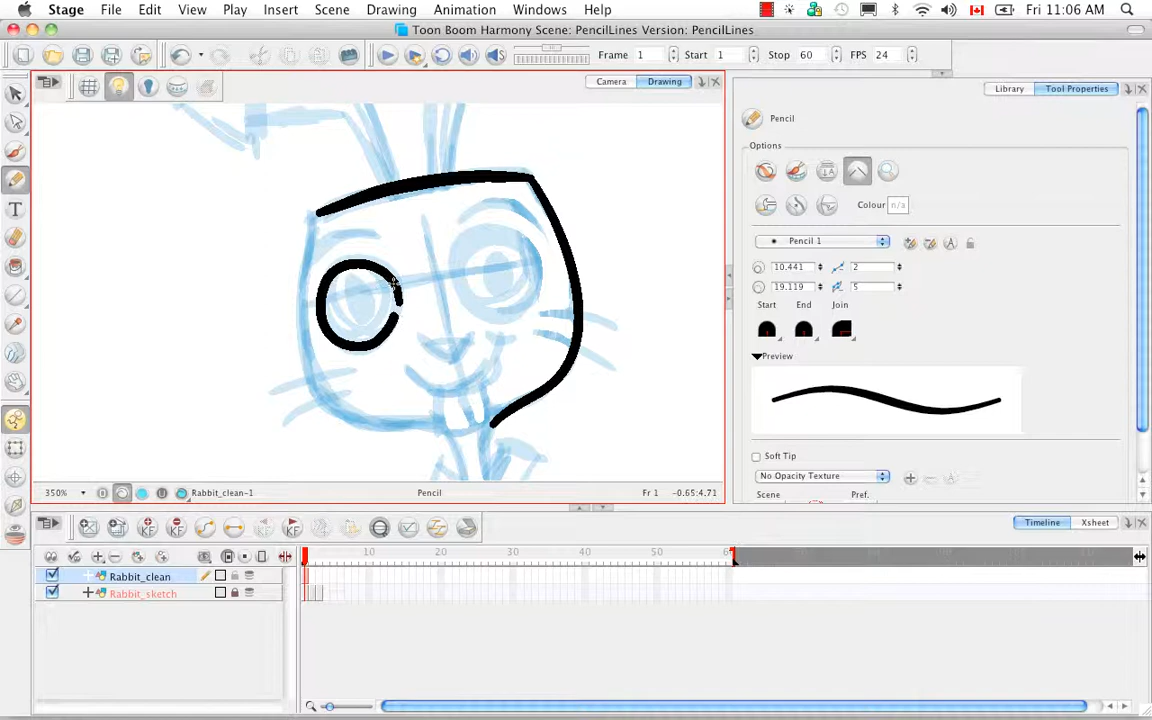 Stage File Edit View Play Insert Scene Drawing Animation Windows Help Fri 11:06 AM
Toon Boom Harmony Scene: PencilLines Version: PencilLines
Frame 1 Start 1 Stop 60 FPS 24
Camera Drawing
Library Tool Properties
Pencil
Options
Colour n/a
Pencil 1
10.441 2
19.119 5
Start End Join
Preview
Soft Tip
No Opacity Texture
Scene Pref.
350% Rabbit_clean-1 Pencil Fr 1 -0.65:4.71
Timeline Xsheet
10 20 30 40 50
Rabbit_clean
Rabbit_sketch